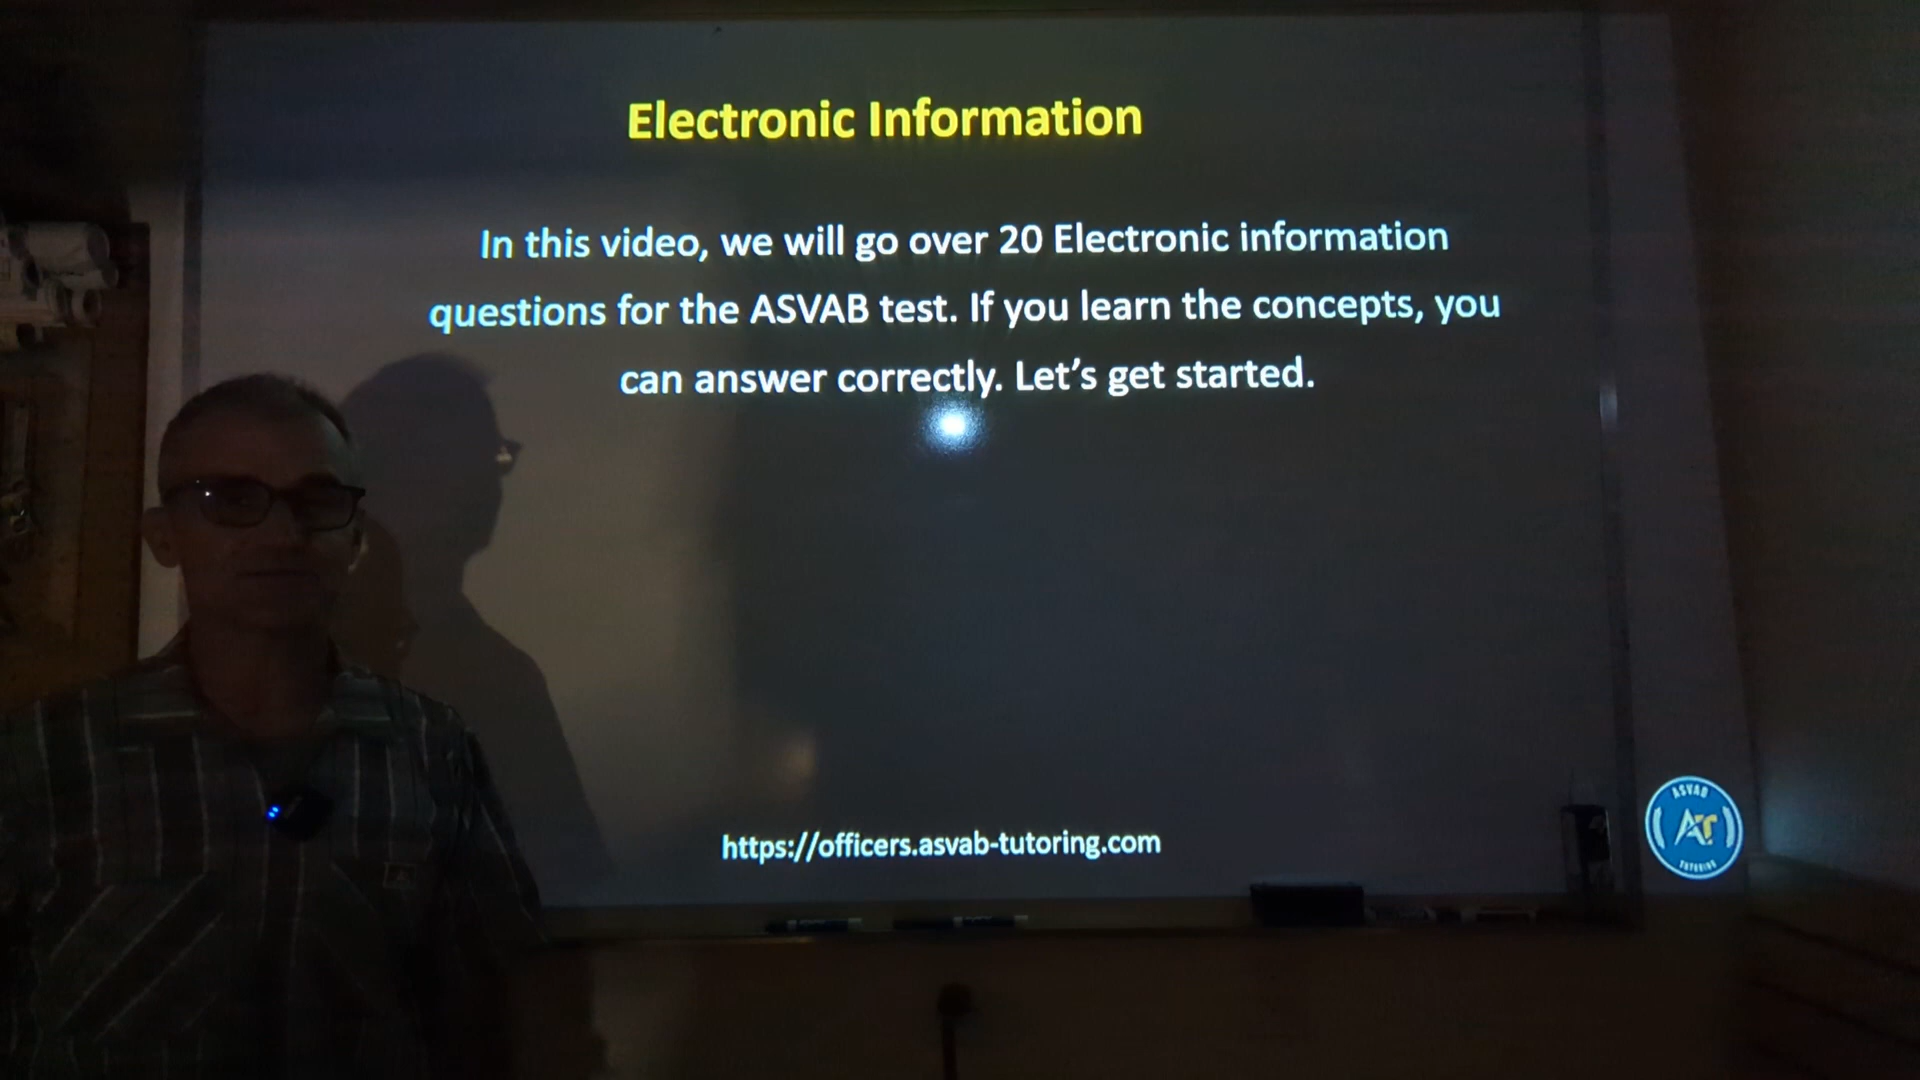 Electronic Information
In this video, we will go over 20 Electronic information
questions for the ASVAB test. If you learn the concepts, you
can answer correctly. Let's get started.
https://officers.asvab-tutoring.com
ASVAB
AT
TUTORING